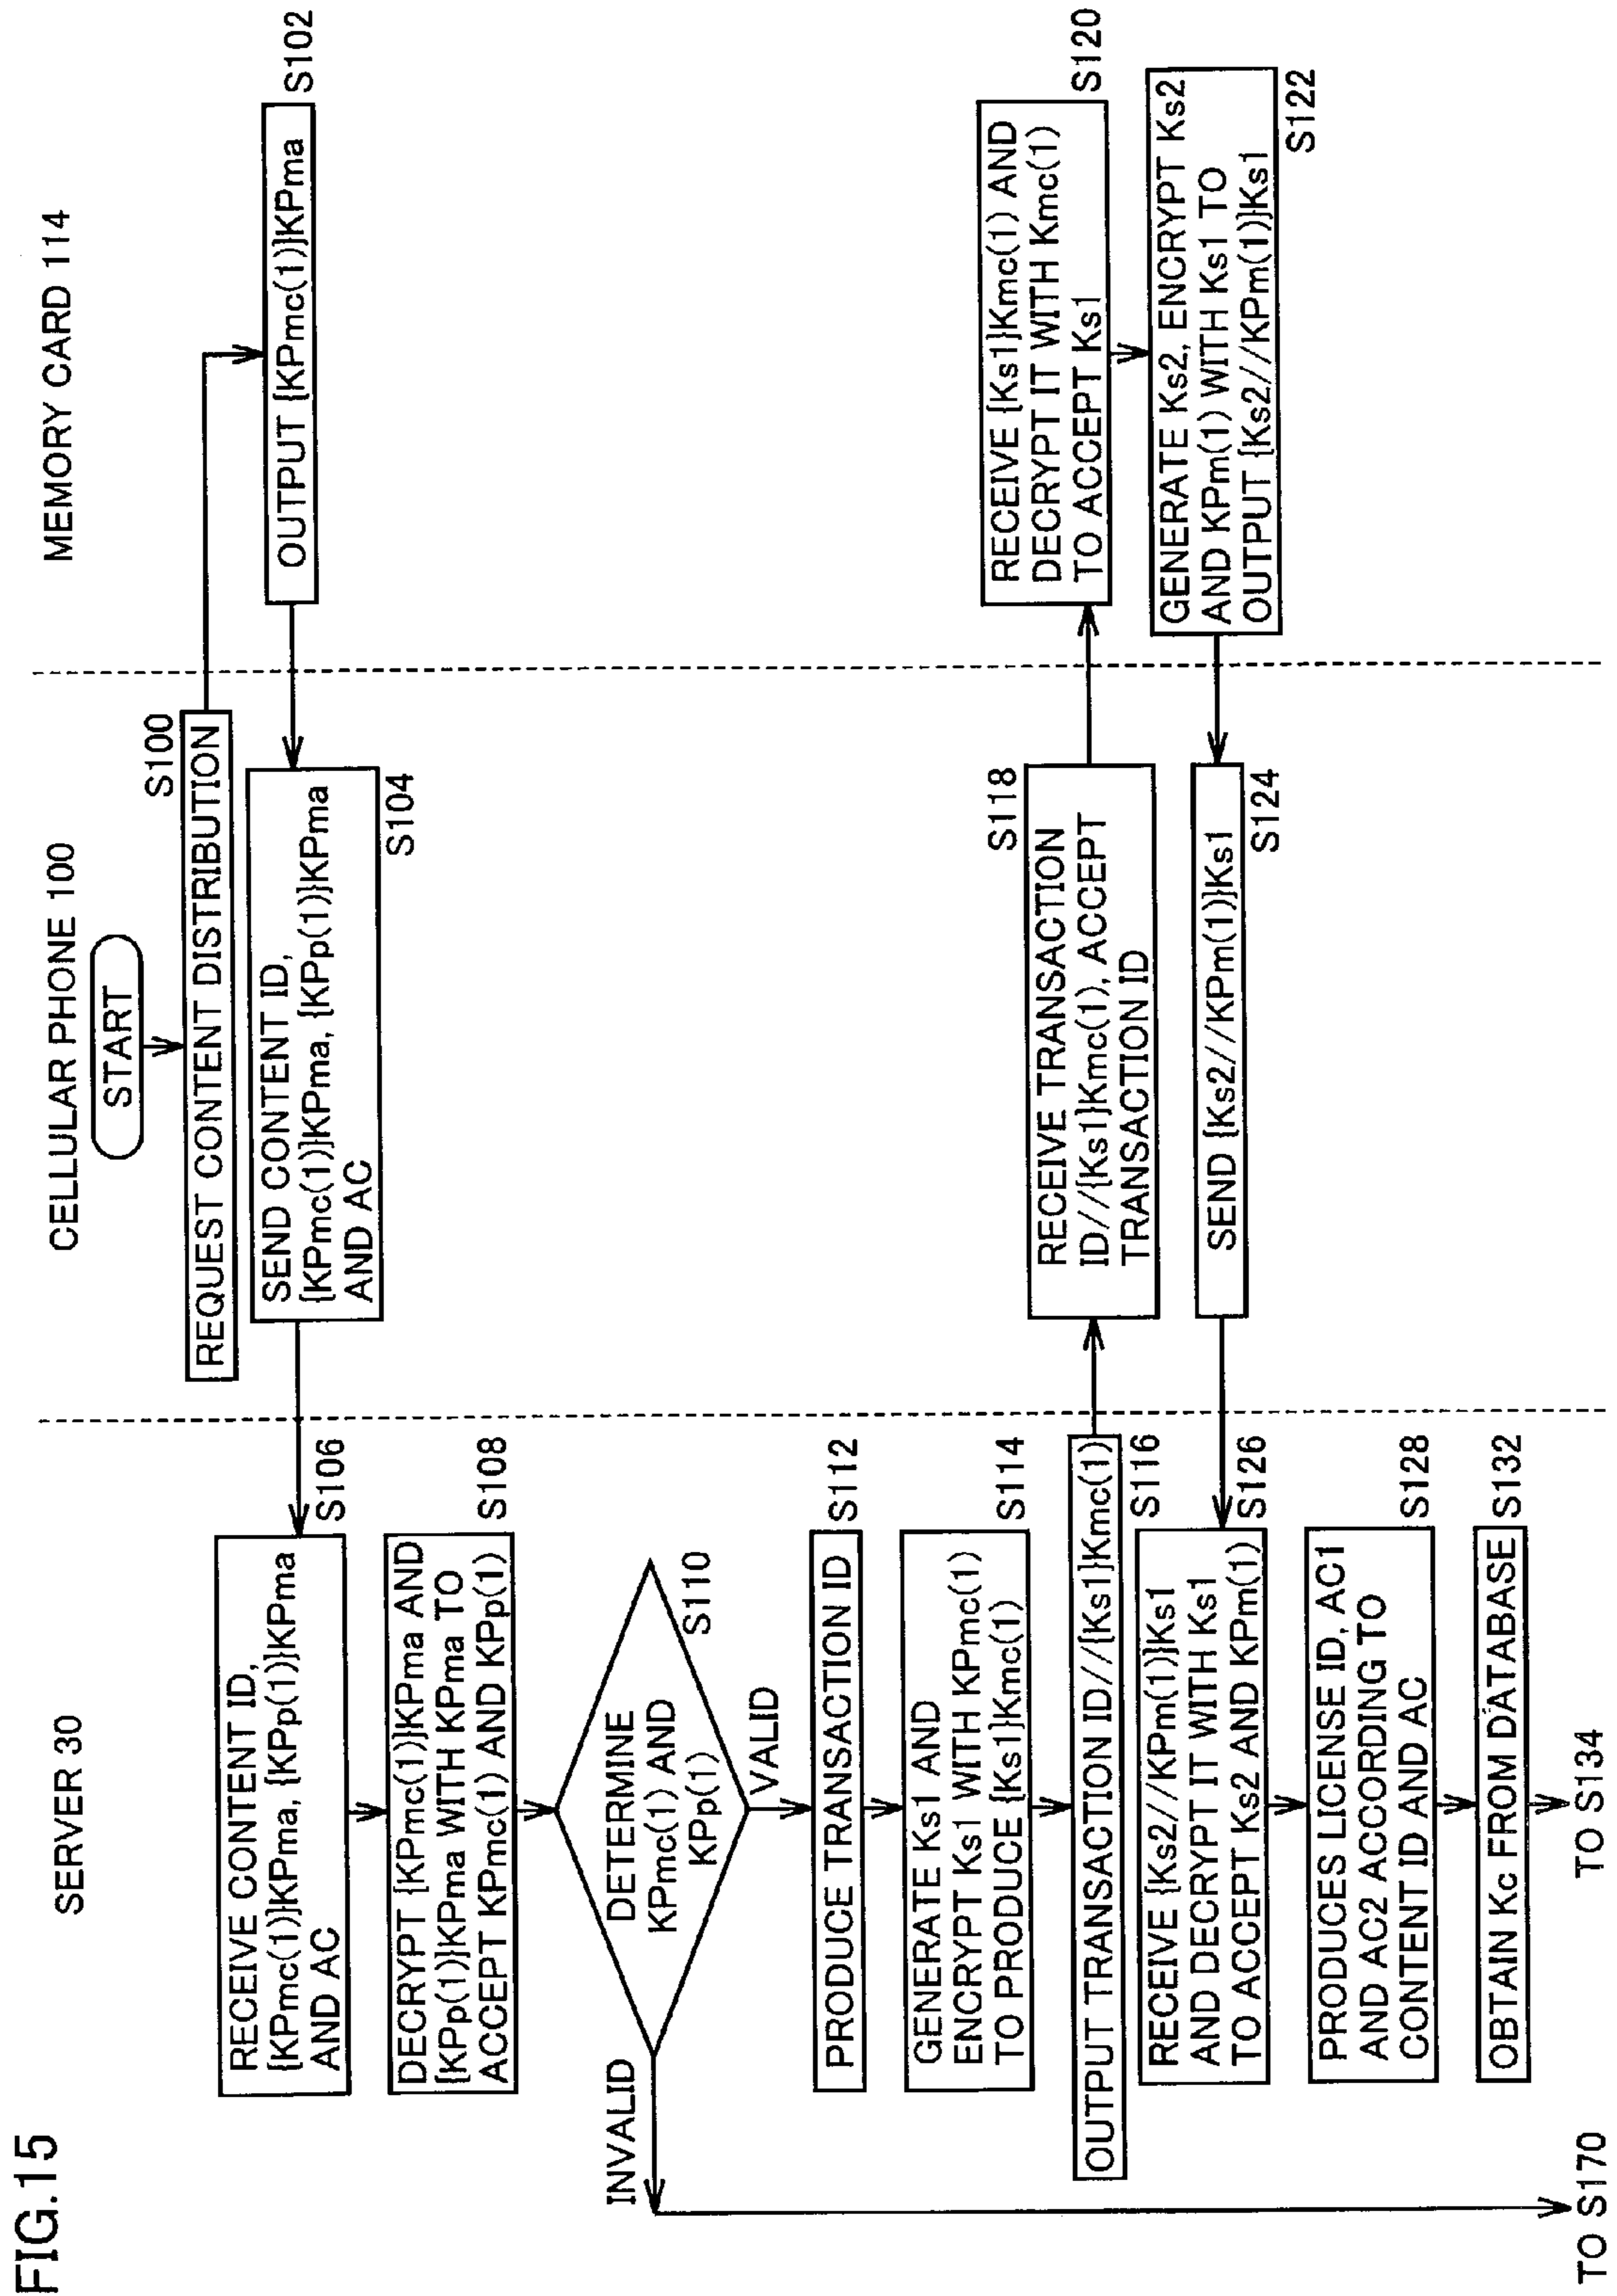 FIG.15
SERVER 30
CELLULAR PHONE 100
MEMORY CARD 114
START
S100
REQUEST CONTENT DISTRIBUTION
S102
OUTPUT {KPmc(1)}KPma
SEND CONTENT ID,
{KPmc(1)}KPma, {KPp(1)}KPma
AND AC
S104
RECEIVE CONTENT ID,
{KPmc(1)}KPma, {KPp(1)}KPma
AND AC
S106
DECRYPT {KPmc(1)}KPma AND
{KPp(1)}KPma WITH KPma TO
ACCEPT KPmc(1) AND KPp(1)
S108
DETERMINE
KPmc(1) AND
KPp(1)
S110
INVALID
VALID
PRODUCE TRANSACTION ID
S112
GENERATE Ks1 AND
ENCRYPT Ks1 WITH KPmc(1)
TO PRODUCE {Ks1}Kmc(1)
S114
OUTPUT TRANSACTION ID//{Ks1}Kmc(1)
S116
S118
RECEIVE TRANSACTION
ID//{Ks1}Kmc(1), ACCEPT
TRANSACTION ID
RECEIVE {Ks1}Kmc(1) AND
DECRYPT IT WITH Kmc(1)
TO ACCEPT Ks1
S120
GENERATE Ks2, ENCRYPT Ks2
AND KPm(1) WITH Ks1 TO
OUTPUT {Ks2//KPm(1)}Ks1
S122
SEND {Ks2//KPm(1)}Ks1
S124
RECEIVE {Ks2//KPm(1)}Ks1
AND DECRYPT IT WITH Ks1
TO ACCEPT Ks2 AND KPm(1)
S126
PRODUCES LICENSE ID, AC1
AND AC2 ACCORDING TO
CONTENT ID AND AC
S128
OBTAIN Kc FROM DATABASE
S132
TO S170
TO S134